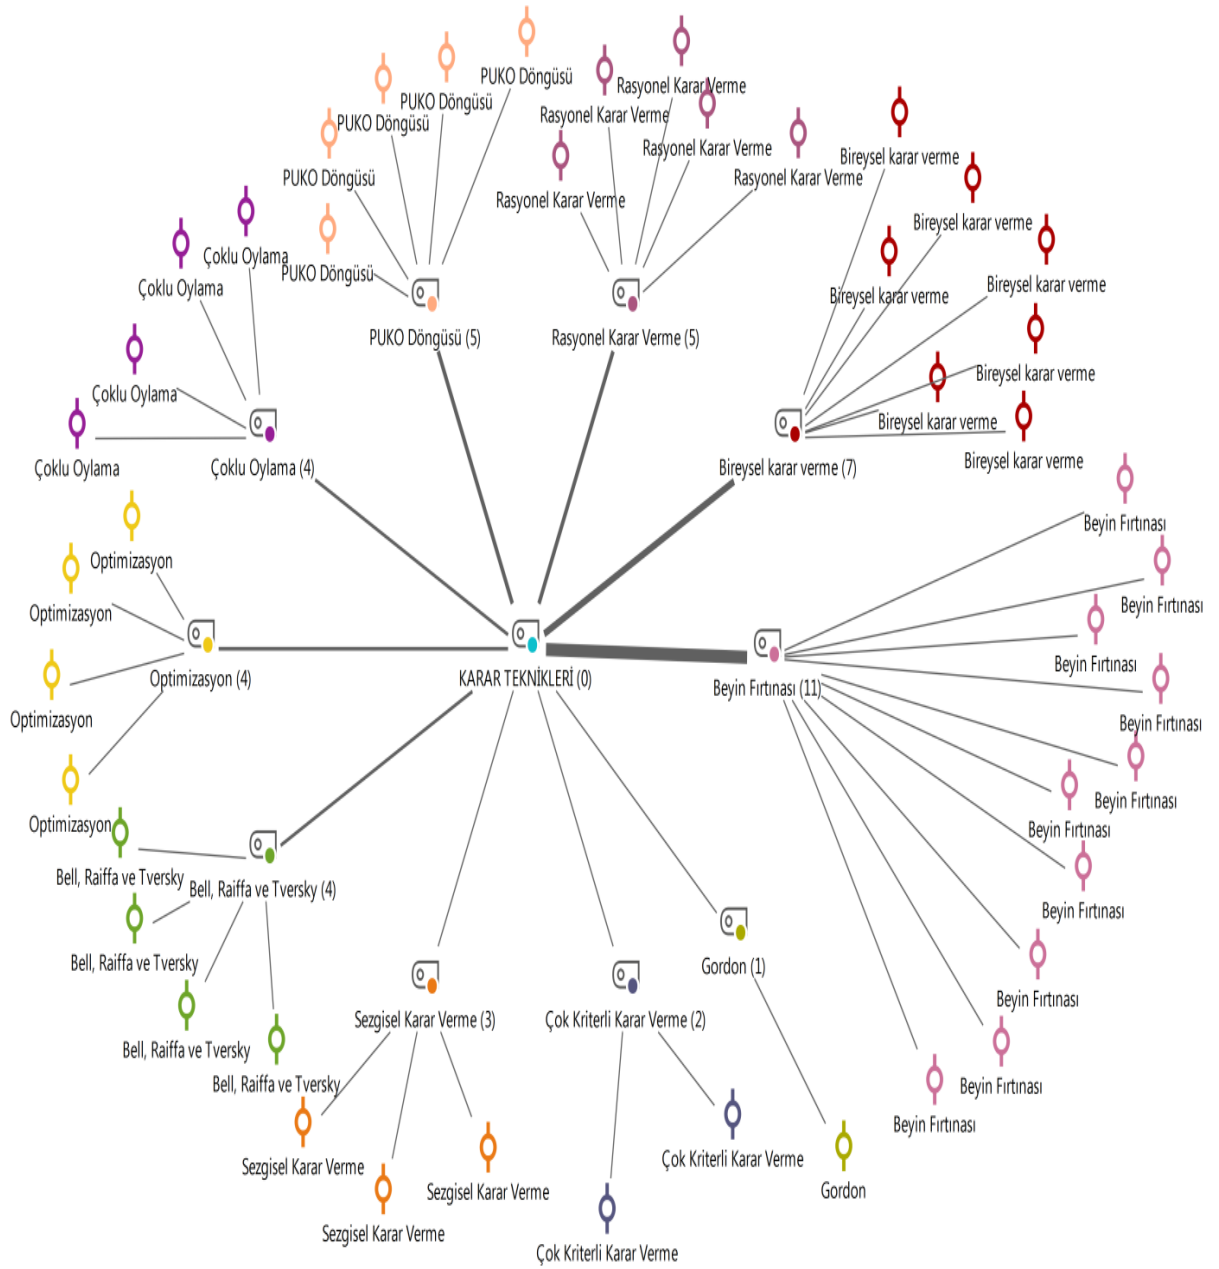 PUKO Döngüsü
Rasyonel Karar Verme
PUKO Döngüsü
Rasyonel Karar Verme
PUKO Döngüsü
Rasyonel Karar Verme
Bireysel karar verme
PUKO Döngüsü
Rasyonel Karar Verme
Rasyonel Karar Verme
Bireysel karar verme
Çoklu Oylama
PUKO Döngüsü
Çoklu Oylama
Bireysel karar verme
Bireysel karar verme
PUKO Döngüsü (5)
Rasyonel Karar Verme (5)
Bireysel karar verme
Çoklu Oylama
Bireysel karar verme
Çoklu Oylama
Çoklu Oylama (4)
Bireysel karar verme (7)
Bireysel karar verme
Beyin Fırtınası
Optimizasyon
Optimizasyon
Beyin Fırtınası
Beyin Fırtınası
Optimizasyon (4)
KARAR TEKNİKLERİ (0)
Beyin Fırtınası (11)
Optimizasyon
Beyin Fırtınası
Beyin Fırtınası
Optimizasyon
Beyin Fırtınası
Bell, Raiffa ve Tversky
Bell, Raiffa ve Tversky (4)
Beyin Fırtınası
Bell, Raiffa ve Tversky
Gordon (1)
Beyin Fırtınası
Sezgisel Karar Verme (3)
Çok Kriterli Karar Verme (2)
Bell, Raiffa ve Tversky
Bell, Raiffa ve Tversky
Beyin Fırtınası
Beyin Fırtınası
Sezgisel Karar Verme
Çok Kriterli Karar Verme
Sezgisel Karar Verme
Gordon
Sezgisel Karar Verme
Çok Kriterli Karar Verme